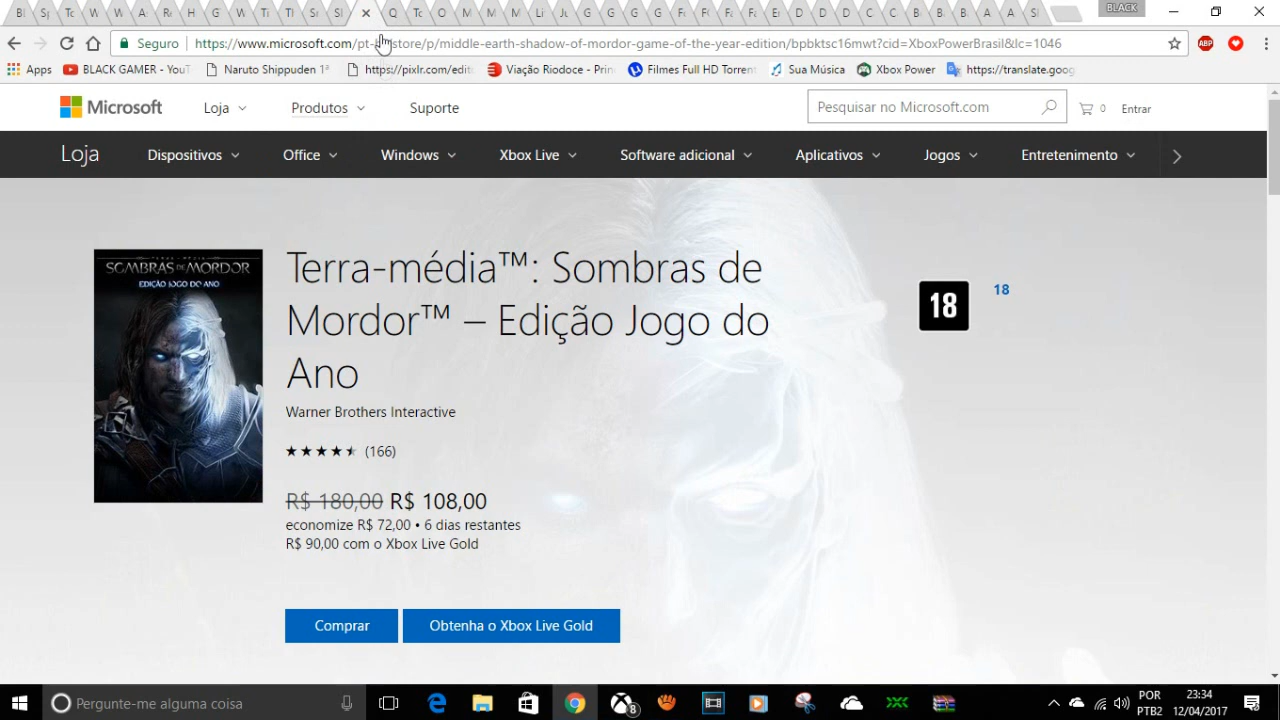 BLACK
Seguro
https://www.microsoft.com/pt-br/store/p/middle-earth-shadow-of-mordor-game-of-the-year-edition/bpbktsc16mwt?cid=XboxPowerBrasil&lc=1046
ABP
Apps
BLACK GAMER - YouT
Naruto Shippuden 1ª
https://pixlr.com/edit
Viação Riodoce - Prin
Filmes Full HD Torrent
Sua Música
Xbox Power
https://translate.goog
Microsoft
Loja
Produtos
Suporte
Pesquisar no Microsoft.com
0
Entrar
Loja
Dispositivos
Office
Windows
Xbox Live
Software adicional
Aplicativos
Jogos
Entretenimento
SOMBRAS DE MORDOR
EDIÇÃO JOGO DO ANO
Terra-média™: Sombras de
Mordor™ – Edição Jogo do
Ano
18
18
Warner Brothers Interactive
(166)
R$ 180,00 R$ 108,00
economize R$ 72,00 • 6 dias restantes
R$ 90,00 com o Xbox Live Gold
Comprar
Obtenha o Xbox Live Gold
Pergunte-me alguma coisa
8
POR
PTB2
23:34
12/04/2017